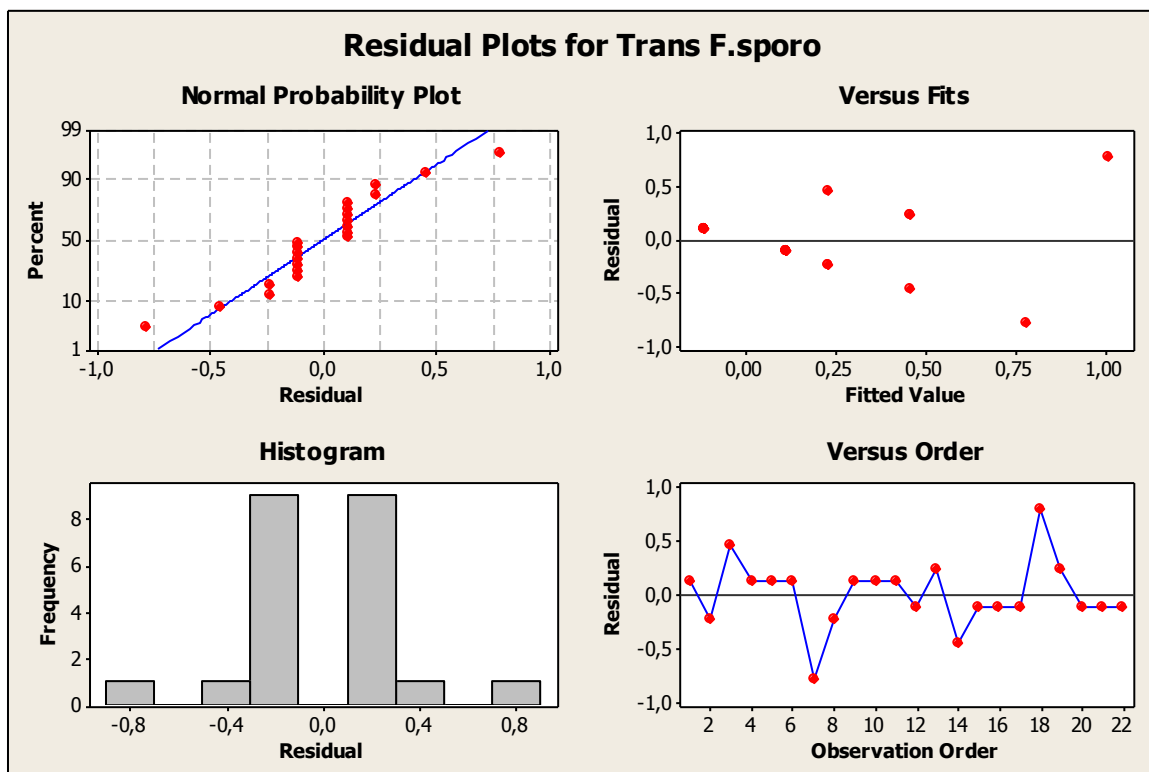 Residual Plots for Trans F.sporo
Normal Probability Plot
99
90
50
10
1
Percent
-1,0 -0,5 0,0 0,5 1,0
Residual
Versus Fits
1,0
0,5
0,0
-0,5
-1,0
Residual
0,00 0,25 0,50 0,75 1,00
Fitted Value
Histogram
8
6
4
2
0
Frequency
-0,8 -0,4 0,0 0,4 0,8
Residual
Versus Order
1,0
0,5
0,0
-0,5
-1,0
Residual
2 4 6 8 10 12 14 16 18 20 22
Observation Order